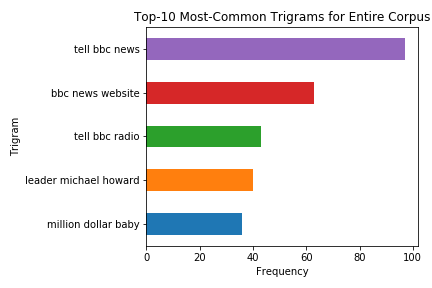 Top-10 Most-Common Trigrams for Entire Corpus
tell bbc news
bbc news website
tell bbc radio
leader michael howard
million dollar baby
Trigram
0 20 40 60 80 100
Frequency